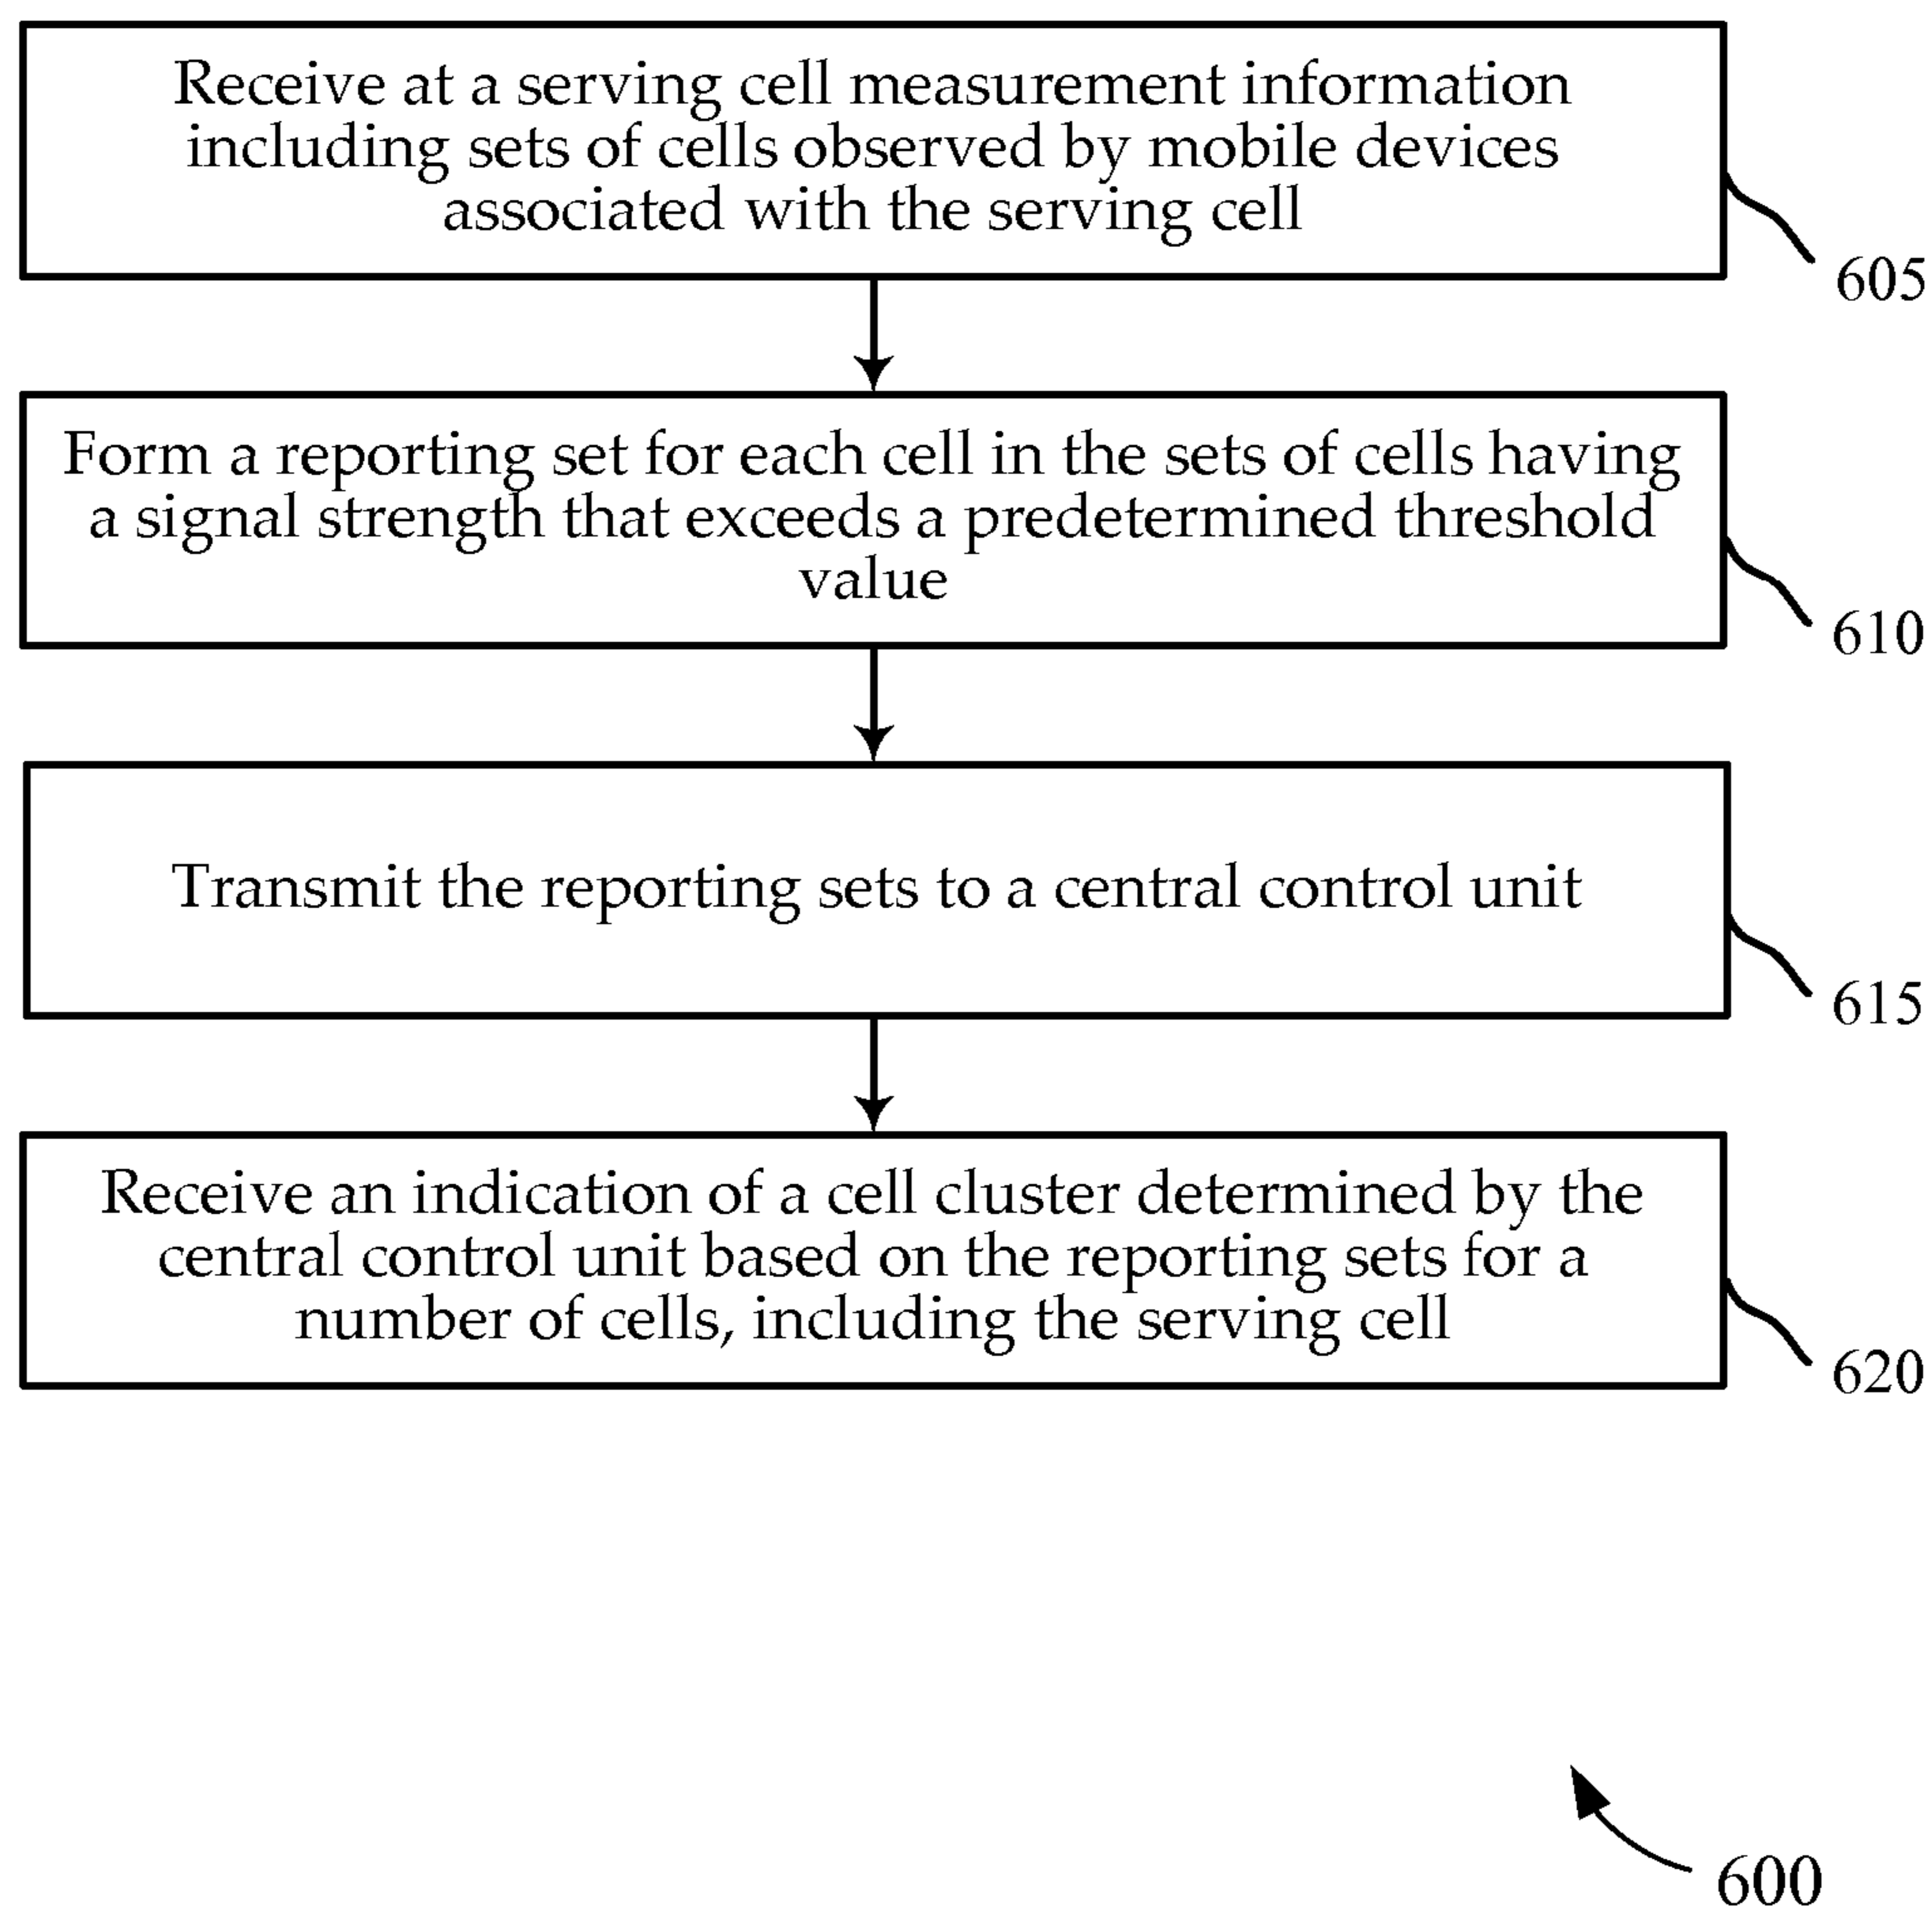 Receive at a serving cell measurement information
including sets of cells observed by mobile devices
associated with the serving cell
605
Form a reporting set for each cell in the sets of cells having
a signal strength that exceeds a predetermined threshold
value
610
Transmit the reporting sets to a central control unit
615
Receive an indication of a cell cluster determined by the
central control unit based on the reporting sets for a
number of cells, including the serving cell
620
600